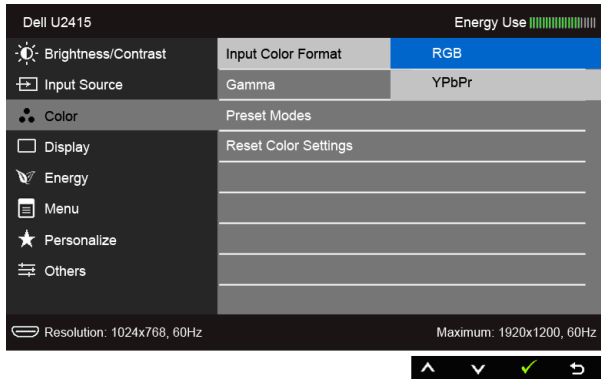 Dell U2415
Energy Use
Brightness/Contrast
Input Color Format
RGB
Input Source
Gamma
YPbPr
Color
Preset Modes
Display
Reset Color Settings
Energy
Menu
Personalize
Others
Resolution: 1024x768, 60Hz
Maximum: 1920x1200, 60Hz